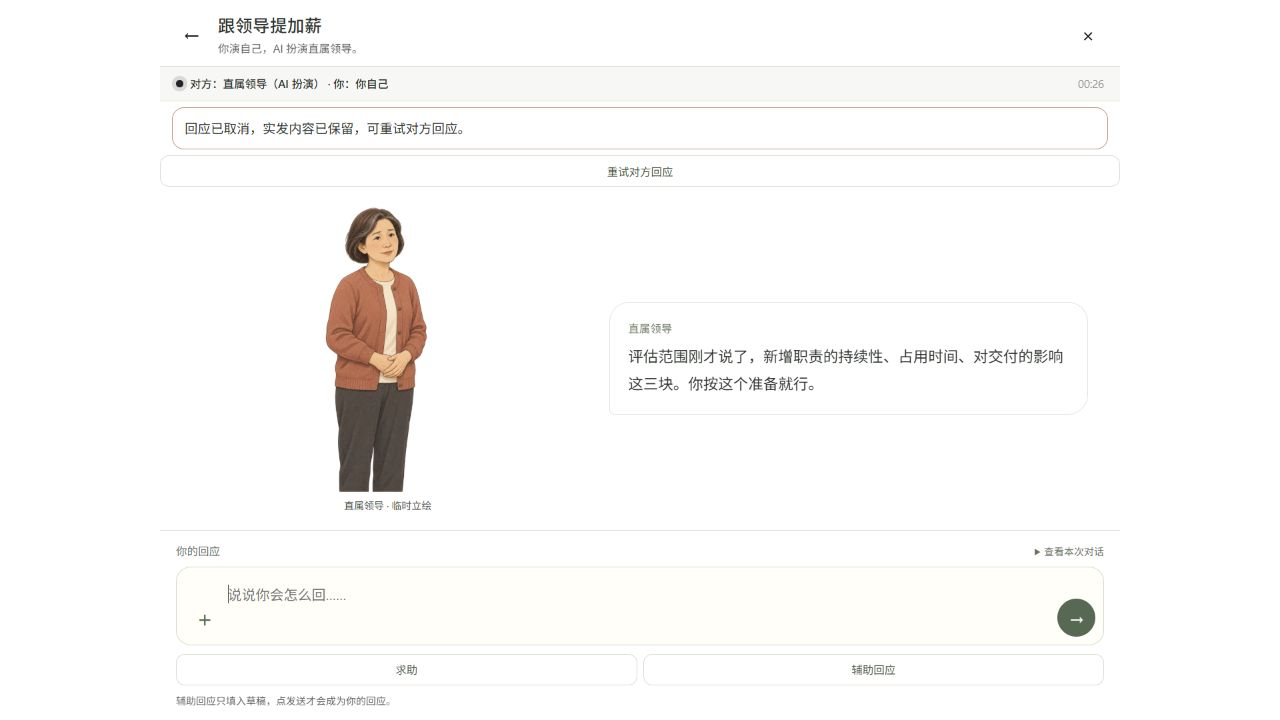 ←
跟领导提加薪
你演自己，AI 扮演直属领导。
×
对方：直属领导（AI 扮演） · 你：你自己
00:26
回应已取消，实发内容已保留，可重试对方回应。
重试对方回应
直属领导
评估范围刚才说了，新增职责的持续性、占用时间、对交付的影响
这三块。你按这个准备就行。
直属领导 · 临时立绘
你的回应
▶ 查看本次对话
说说你会怎么回……
+
→
求助
辅助回应
辅助回应只填入草稿，点发送才会成为你的回应。